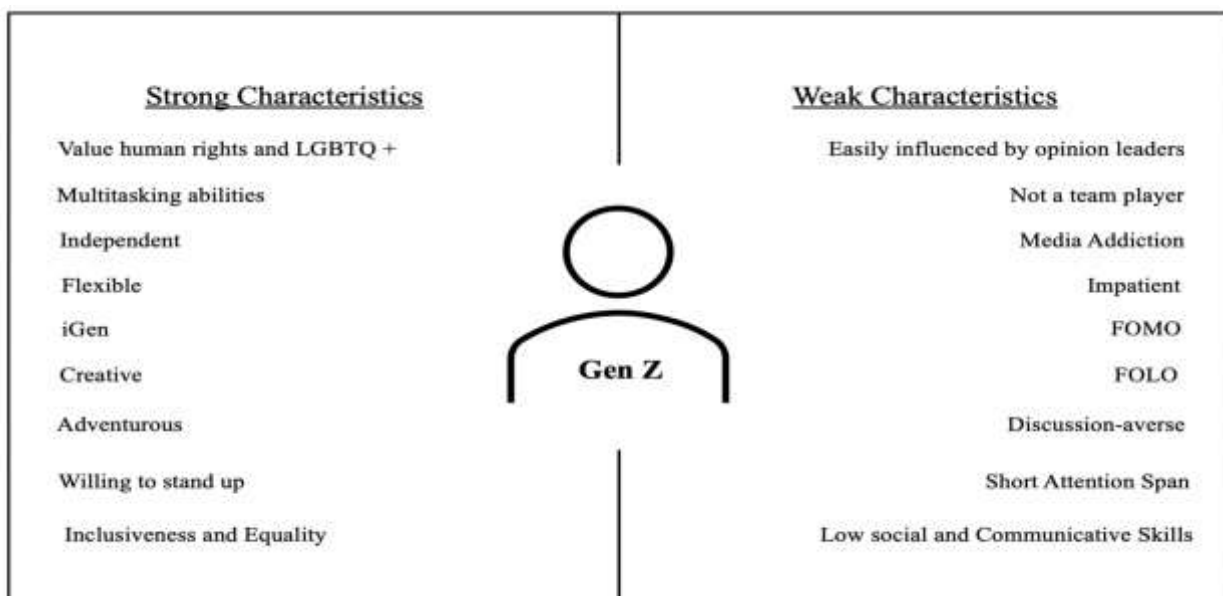 Strong Characteristics
Value human rights and LGBTQ +
Multitasking abilities
Independent
Flexible
iGen
Creative
Adventurous
Willing to stand up
Inclusiveness and Equality
Gen Z
Weak Characteristics
Easily influenced by opinion leaders
Not a team player
Media Addiction
Impatient
FOMO
FOLO
Discussion-averse
Short Attention Span
Low social and Communicative Skills